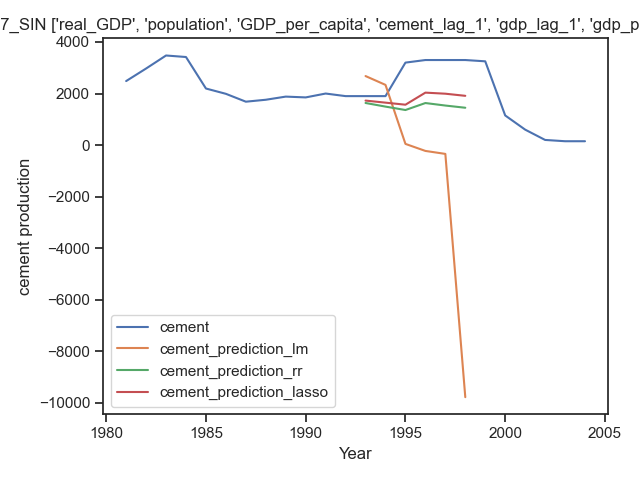 7_SIN ['real_GDP', 'population', 'GDP_per_capita', 'cement_lag_1', 'gdp_lag_1', 'gdp_p
4000
2000
0
−2000
−4000
−6000
−8000
−10000
cement production
cement
cement_prediction_lm
cement_prediction_rr
cement_prediction_lasso
1980 1985 1990 1995 2000 2005
Year